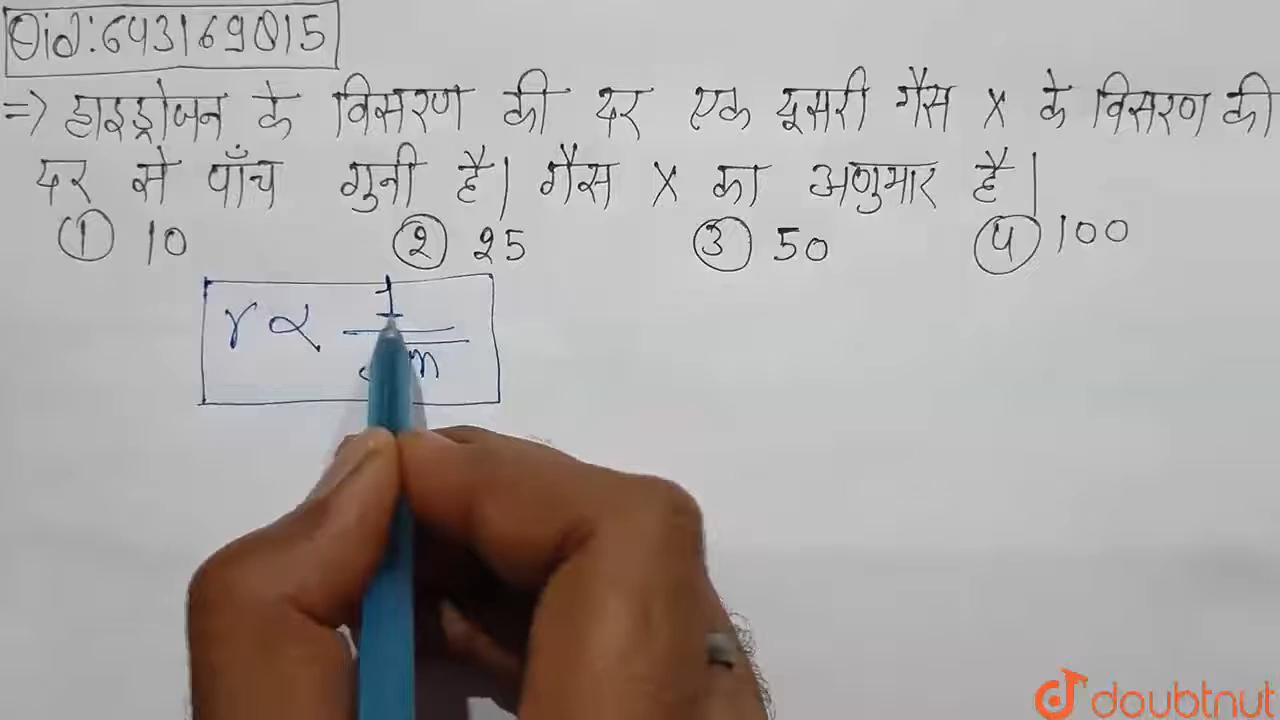 Qid:643169015
=> हाइड्रोजन के विसरण की दर एक दूसरी गैस X के विसरण की
दर से पाँच गुनी है। गैस X का अणुभार है।
① 10 ② 25 ③ 50 ④ 100
r ∝ 1
m
doubtnut